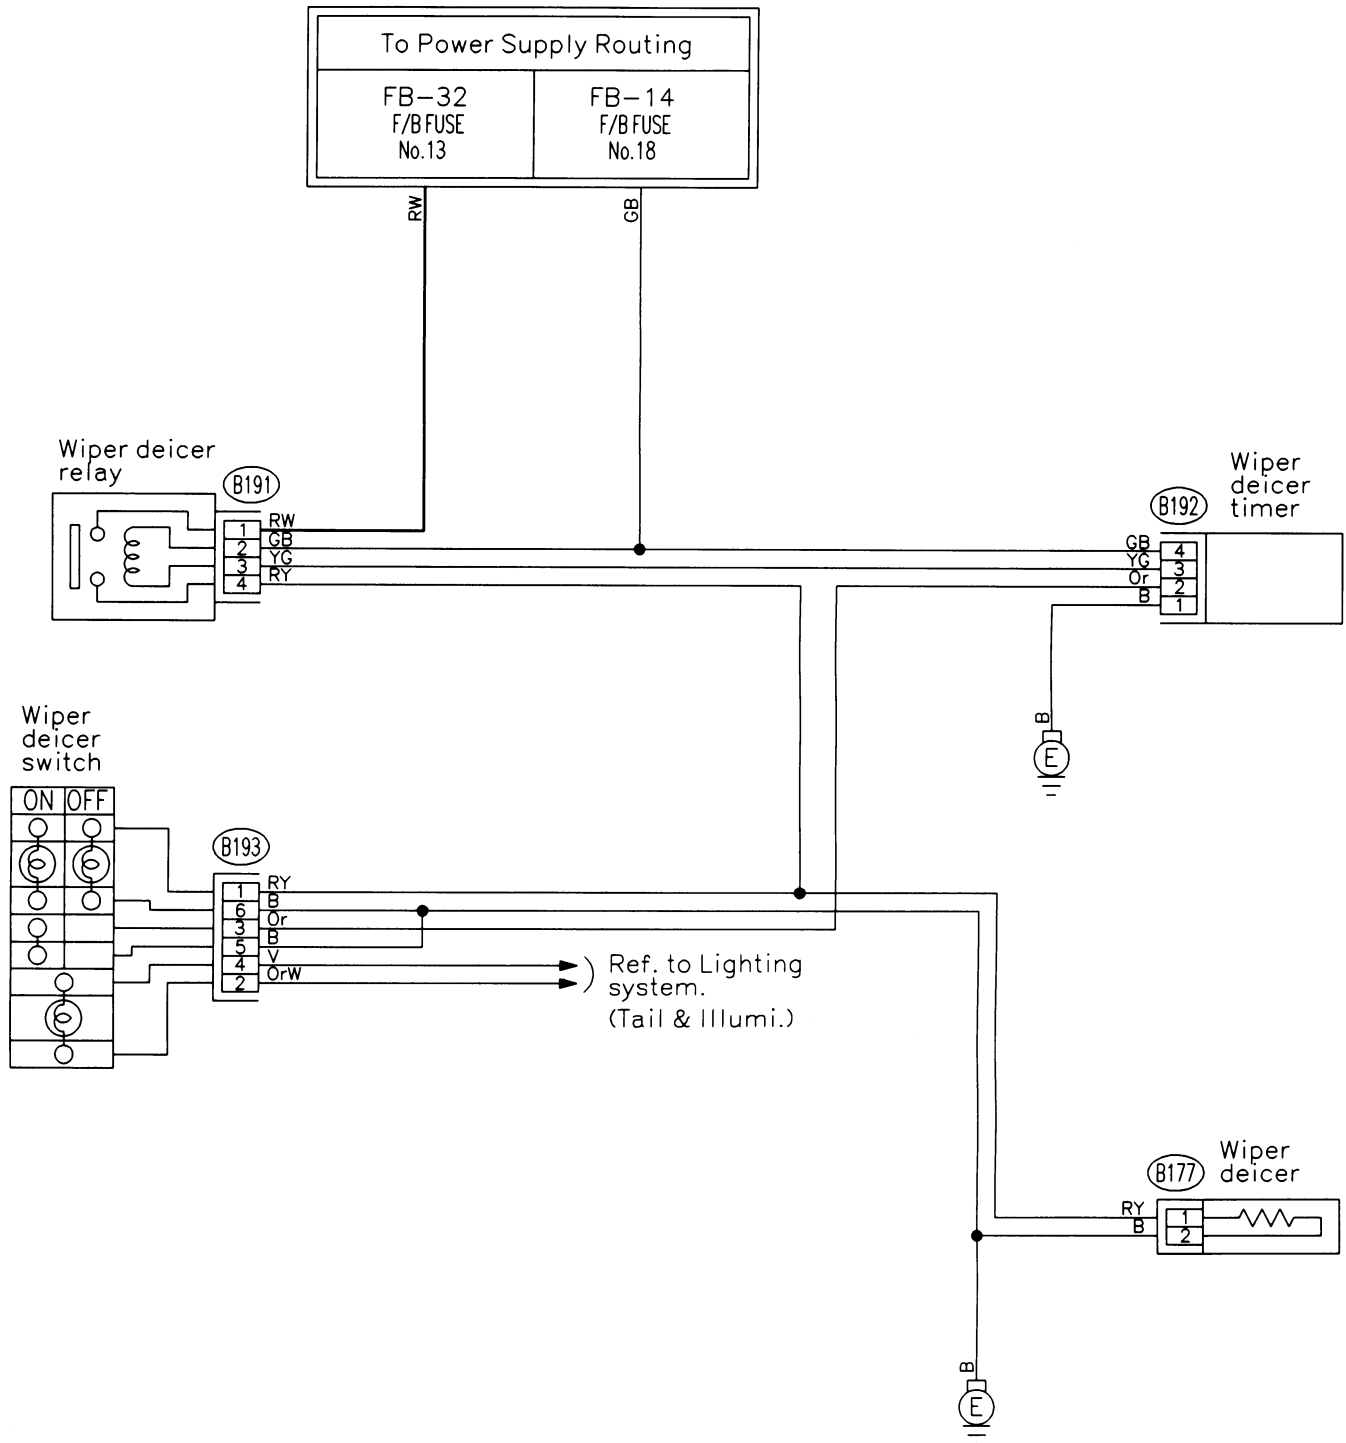 To Power Supply Routing
FB-32
F/B FUSE
No.13
FB-14
F/B FUSE
No.18
RW
GB
Wiper deicer
relay
B191
1 RW
2 GB
3 YG
4 RY
Wiper
deicer
timer
B192
GB 4
YG 3
Or 2
B 1
B
E
Wiper
deicer
switch
ON OFF
B193
1 RY
6 B
3 Or
5 B
4 V
2 OrW
Ref. to Lighting
system.
(Tail & Illumi.)
Wiper
deicer
B177
RY 1
B 2
B
E